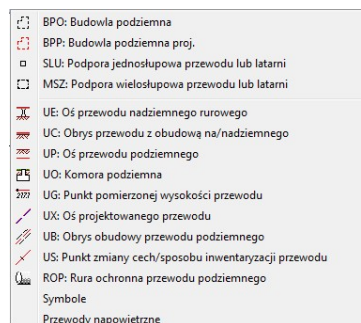 BPO: Budowla podziemna
BPP: Budowla podziemna proj.
SLU: Podpora jednosłupowa przewodu lub latarni
MSZ: Podpora wielosłupowa przewodu lub latarni
UE: Oś przewodu nadziemnego rurowego
UC: Obrys przewodu z obudową na/nadziemnego
UP: Oś przewodu podziemnego
UO: Komora podziemna
UG: Punkt pomierzonej wysokości przewodu
UX: Oś projektowanego przewodu
UB: Obrys obudowy przewodu podziemnego
US: Punkt zmiany cech/sposobu inwentaryzacji przewodu
ROP: Rura ochronna przewodu podziemnego
Symbole
Przewody napowietrzne